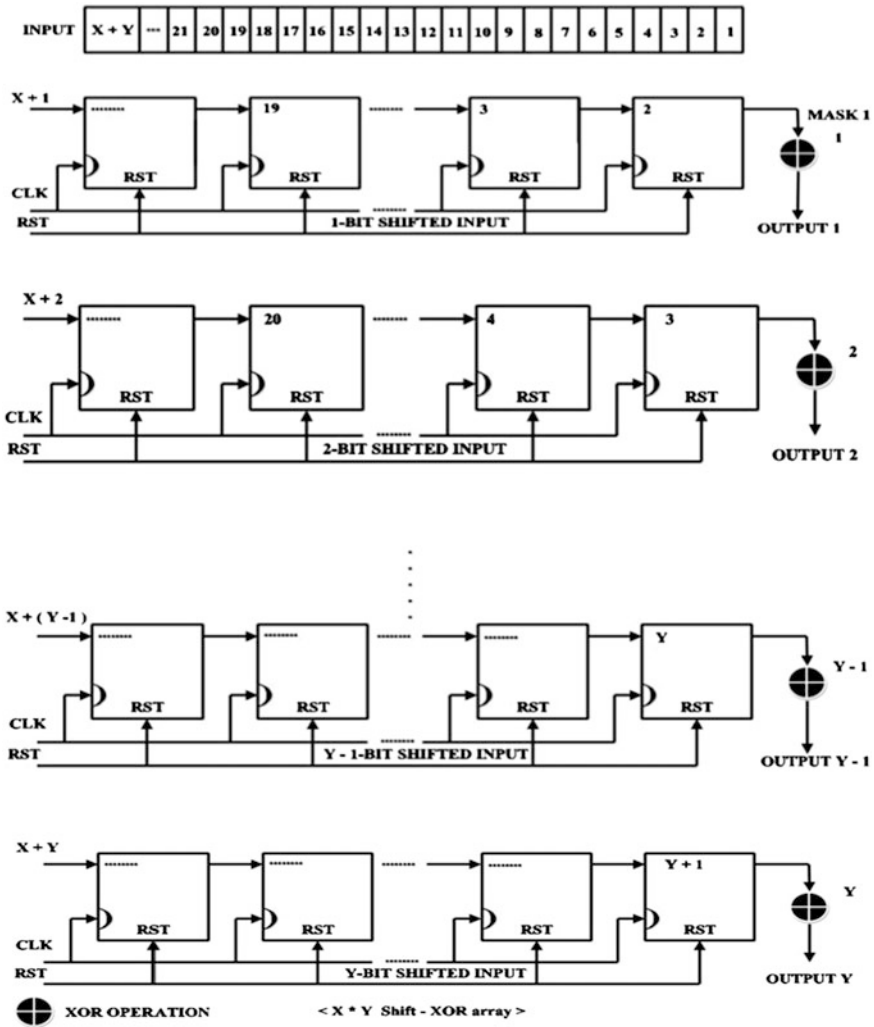 INPUT X + Y ... 21 20 19 18 17 16 15 14 13 12 11 10 9 8 7 6 5 4 3 2 1
X + 1
........ 19 ........ 3 2
MASK 1
1
RST RST RST RST
CLK
RST
........
1-BIT SHIFTED INPUT
OUTPUT 1
X + 2
........ 20 ........ 4 3
2
RST RST RST RST
CLK
RST
........
2-BIT SHIFTED INPUT
OUTPUT 2
X + ( Y -1 )
........ ........ ........ ........ Y
Y - 1
RST RST RST RST
CLK
RST
........
Y - 1-BIT SHIFTED INPUT
OUTPUT Y - 1
X + Y
........ ........ ....... ........ Y + 1
Y
RST RST RST RST
CLK
RST
........
Y-BIT SHIFTED INPUT
OUTPUT Y
XOR OPERATION
< X * Y Shift - XOR array >